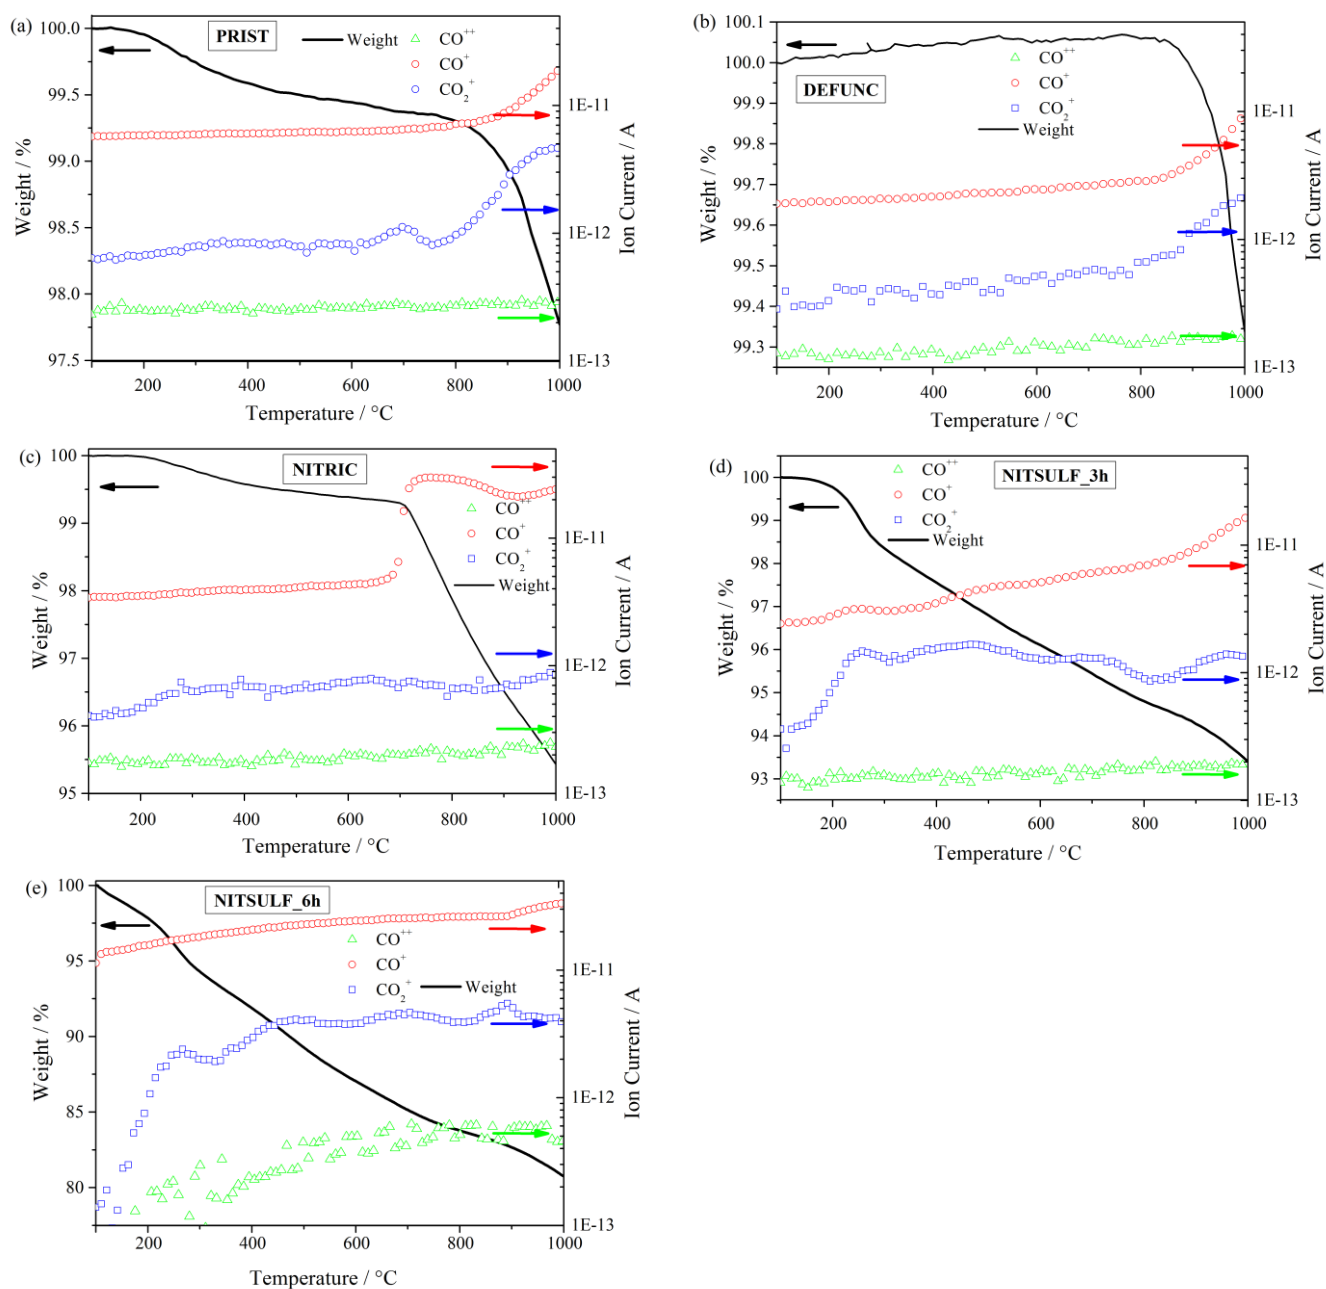 (a)
PRIST
Weight
CO++
CO+
CO2+
100.0
99.5
99.0
98.5
98.0
97.5
Weight / %
1E-11
1E-12
1E-13
Ion Current / A
200 400 600 800 1000
Temperature / °C
(b)
DEFUNC
CO++
CO+
CO2+
Weight
100.1
100.0
99.9
99.8
99.7
99.6
99.5
99.4
99.3
Weight / %
1E-11
1E-12
1E-13
Ion Current / A
200 400 600 800 1000
Temperature / °C
(c)
NITRIC
CO++
CO+
CO2+
Weight
100
99
98
97
96
95
Weight / %
1E-11
1E-12
1E-13
Ion Current / A
200 400 600 800 1000
Temperature / °C
(d)
NITSULF_3h
CO++
CO+
CO2+
Weight
100
99
98
97
96
95
94
93
Weight / %
1E-11
1E-12
1E-13
Ion Current / A
200 400 600 800 1000
Temperature / °C
(e)
NITSULF_6h
CO++
CO+
CO2+
Weight
100
95
90
85
80
Weight / %
1E-11
1E-12
1E-13
Ion Current / A
200 400 600 800 1000
Temperature / °C